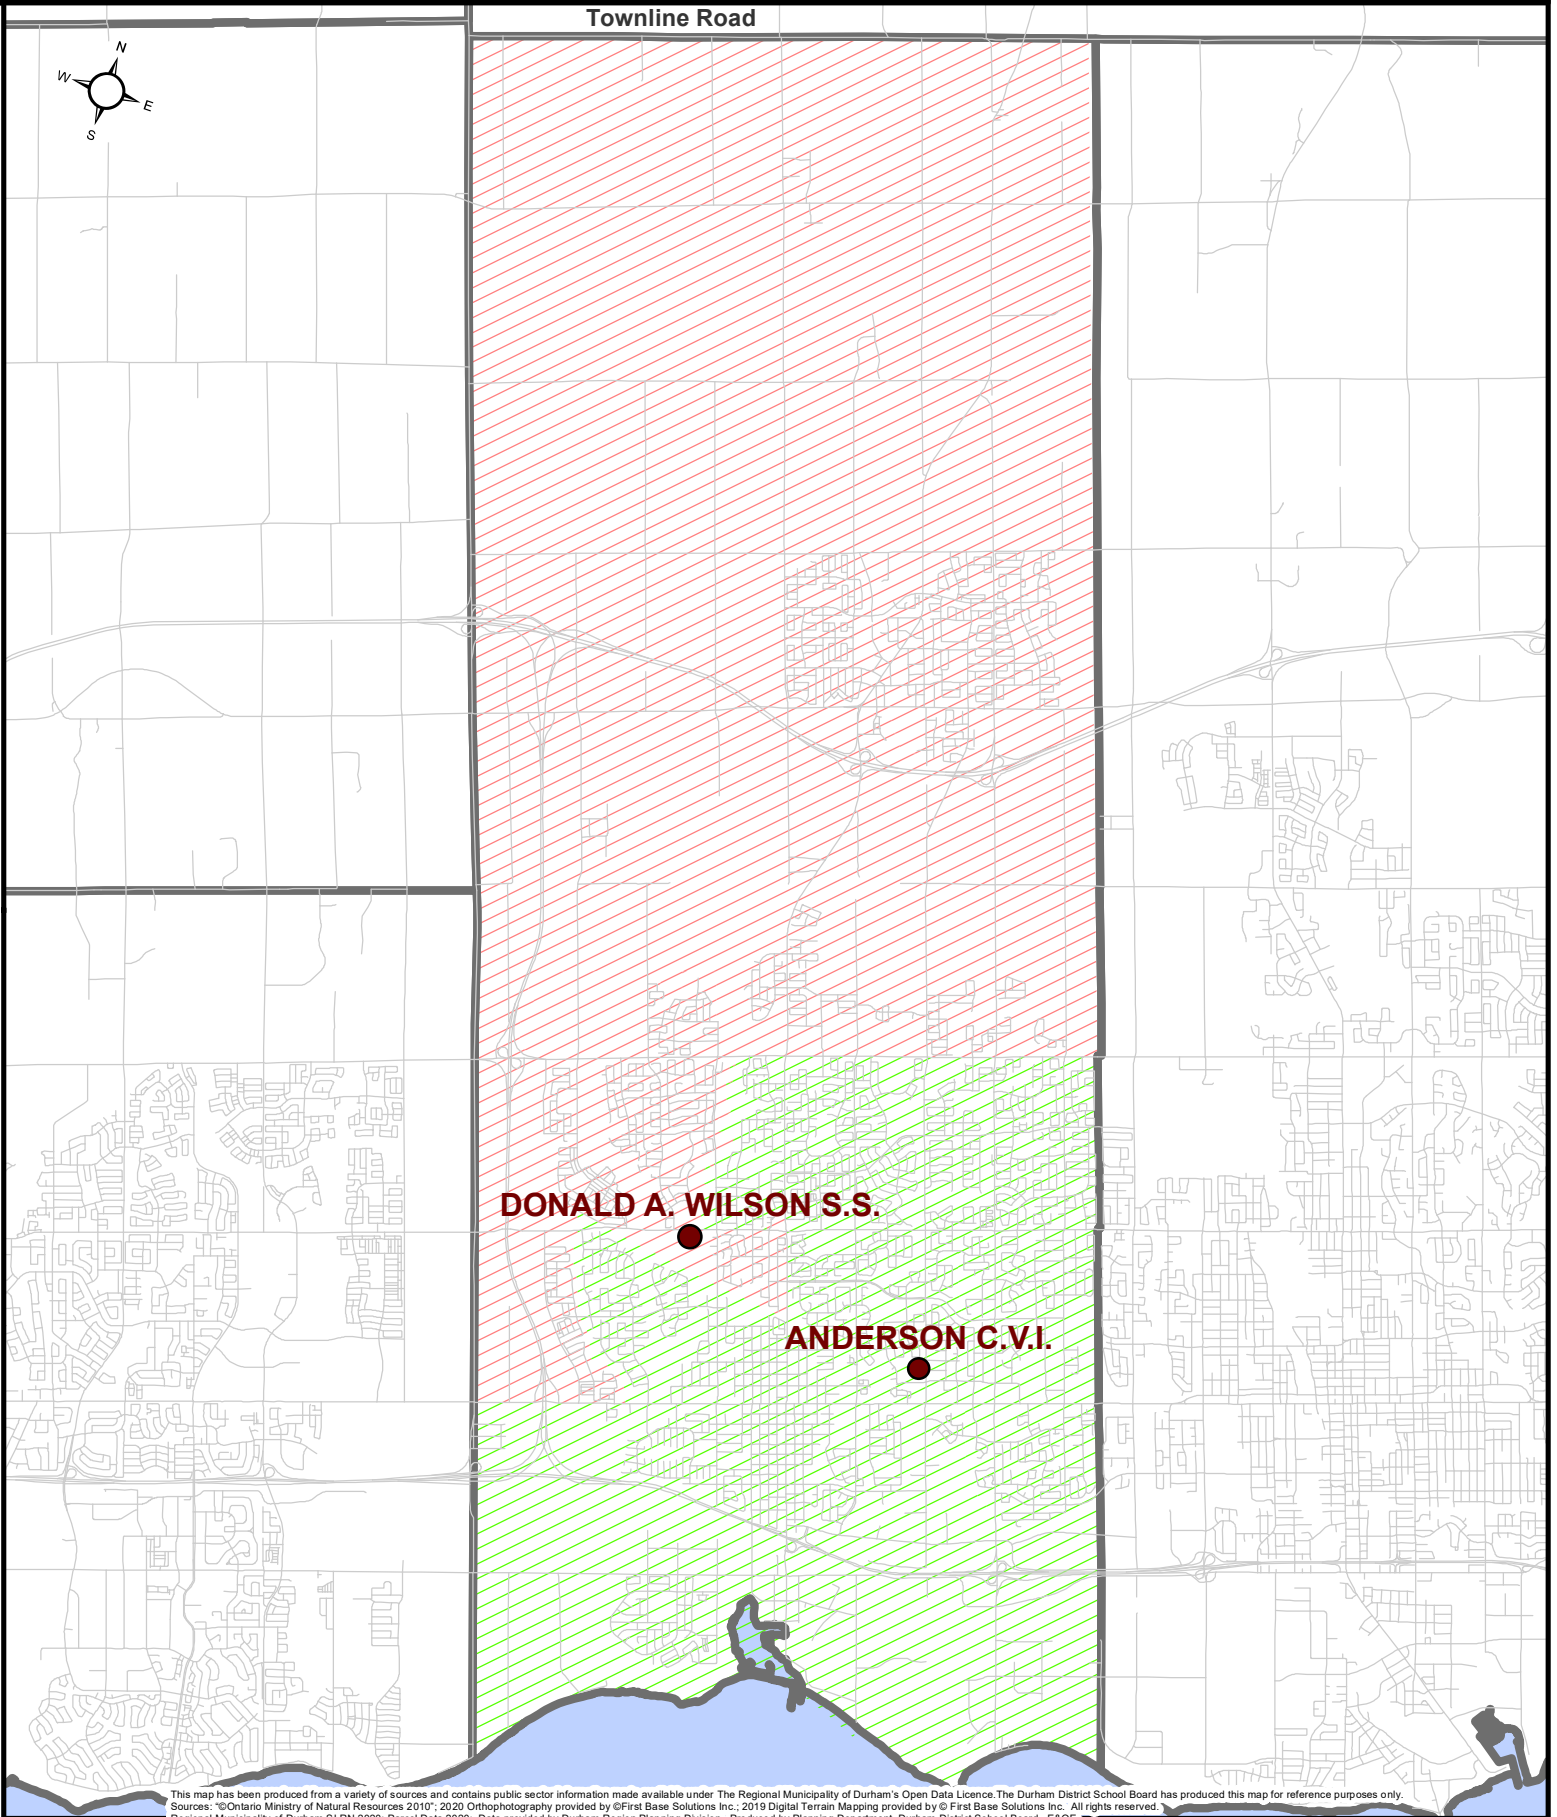 Townline Road
N
W
E
S
DONALD A. WILSON S.S.
ANDERSON C.V.I.
This map has been produced from a variety of sources and contains public sector information made available under The Regional Municipality of Durham's Open Data Licence.The Durham District School Board has produced this map for reference purposes only.
Sources: "©Ontario Ministry of Natural Resources 2010"; 2020 Orthophotography provided by ©First Base Solutions Inc.; 2019 Digital Terrain Mapping provided by © First Base Solutions Inc. All rights reserved.